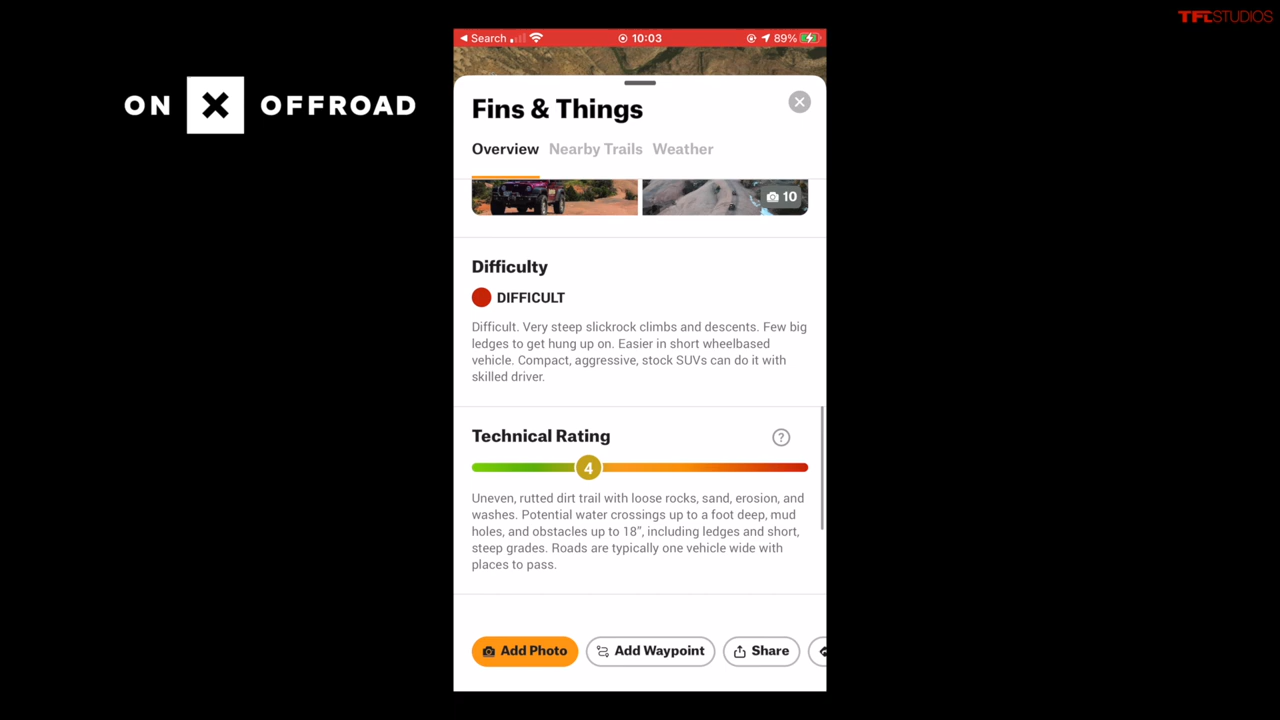 TFLSTUDIOS
Search 10:03 89%
ON X OFFROAD
Fins & Things
Overview Nearby Trails Weather
10
Difficulty
DIFFICULT
Difficult. Very steep slickrock climbs and descents. Few big
ledges to get hung up on. Easier in short wheelbased
vehicle. Compact, aggressive, stock SUVs can do it with
skilled driver.
Technical Rating ?
4
Uneven, rutted dirt trail with loose rocks, sand, erosion, and
washes. Potential water crossings up to a foot deep, mud
holes, and obstacles up to 18”, including ledges and short,
steep grades. Roads are typically one vehicle wide with
places to pass.
Add Photo Add Waypoint Share